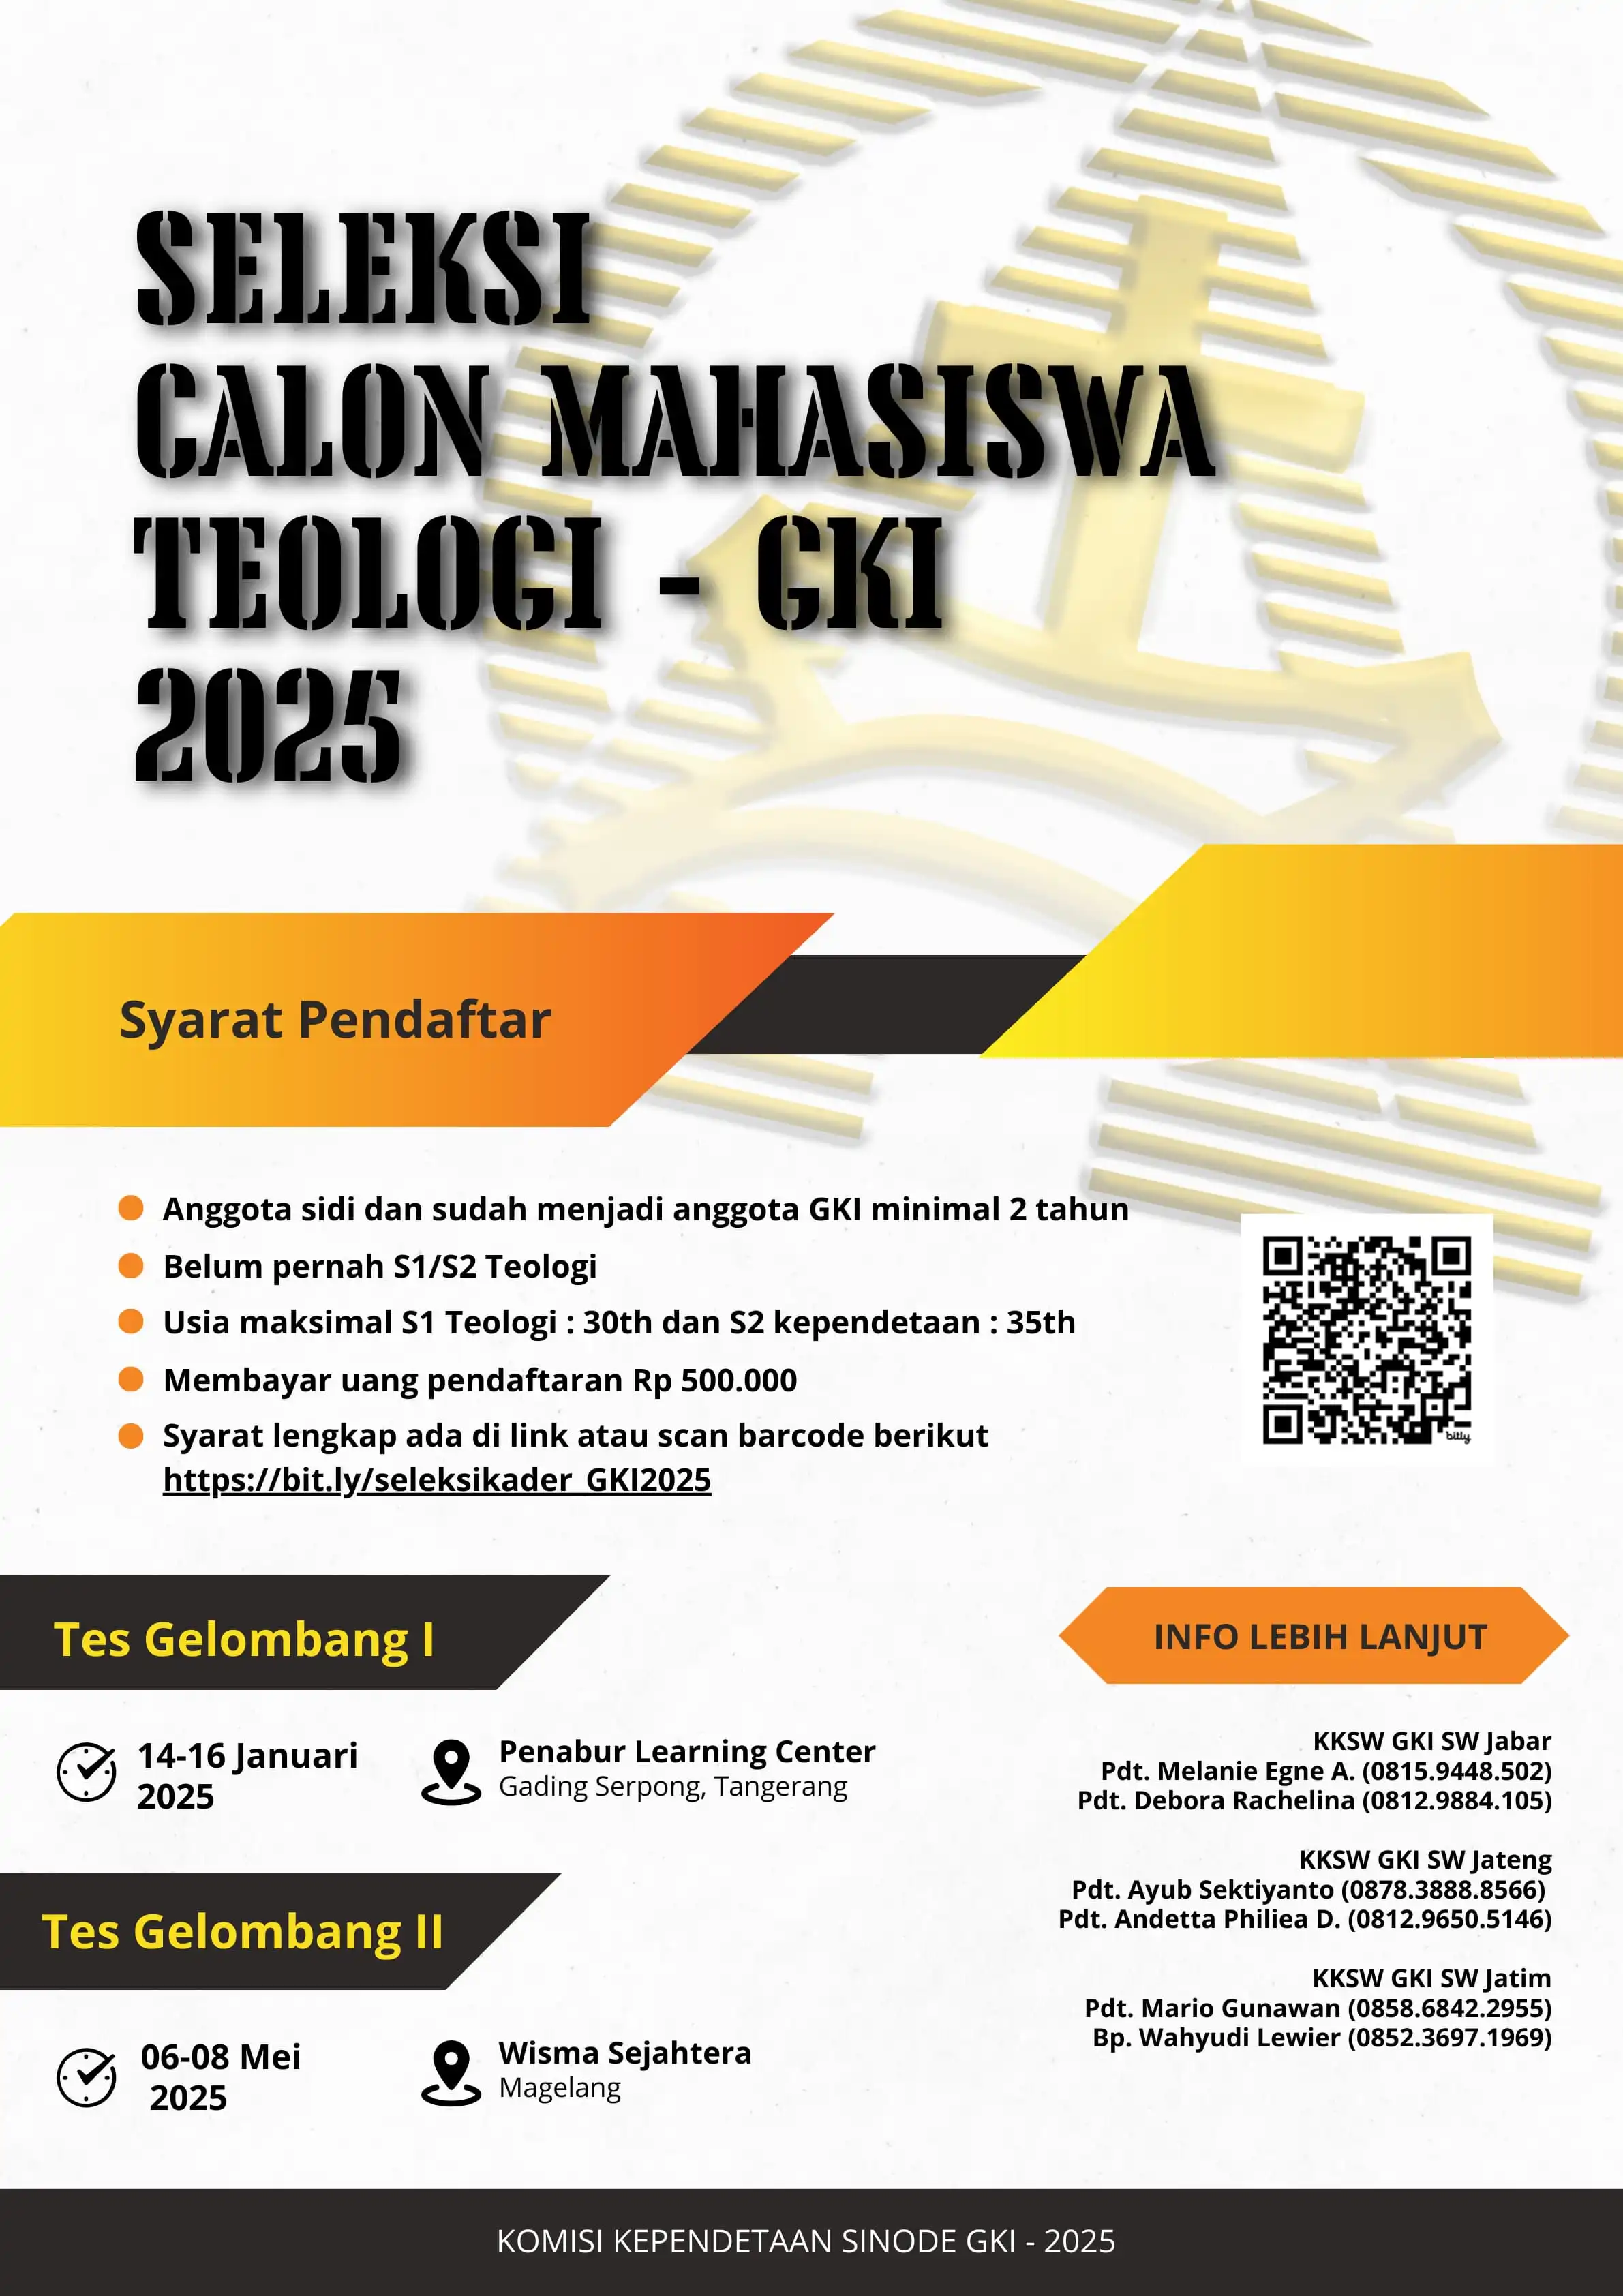 SELEKSI
CALON MAHASISWA
TEOLOGI - GKI
2025
Syarat Pendaftar
Anggota sidi dan sudah menjadi anggota GKI minimal 2 tahun
Belum pernah S1/S2 Teologi
Usia maksimal S1 Teologi : 30th dan S2 kependetaan : 35th
Membayar uang pendaftaran Rp 500.000
Syarat lengkap ada di link atau scan barcode berikut
https://bit.ly/seleksikader_GKI2025
bitly
Tes Gelombang I
14-16 Januari
2025
Penabur Learning Center
Gading Serpong, Tangerang
Tes Gelombang II
06-08 Mei
2025
Wisma Sejahtera
Magelang
INFO LEBIH LANJUT
KKSW GKI SW Jabar
Pdt. Melanie Egne A. (0815.9448.502)
Pdt. Debora Rachelina (0812.9884.105)
KKSW GKI SW Jateng
Pdt. Ayub Sektiyanto (0878.3888.8566)
Pdt. Andetta Philiea D. (0812.9650.5146)
KKSW GKI SW Jatim
Pdt. Mario Gunawan (0858.6842.2955)
Bp. Wahyudi Lewier (0852.3697.1969)
KOMISI KEPENDETAAN SINODE GKI - 2025